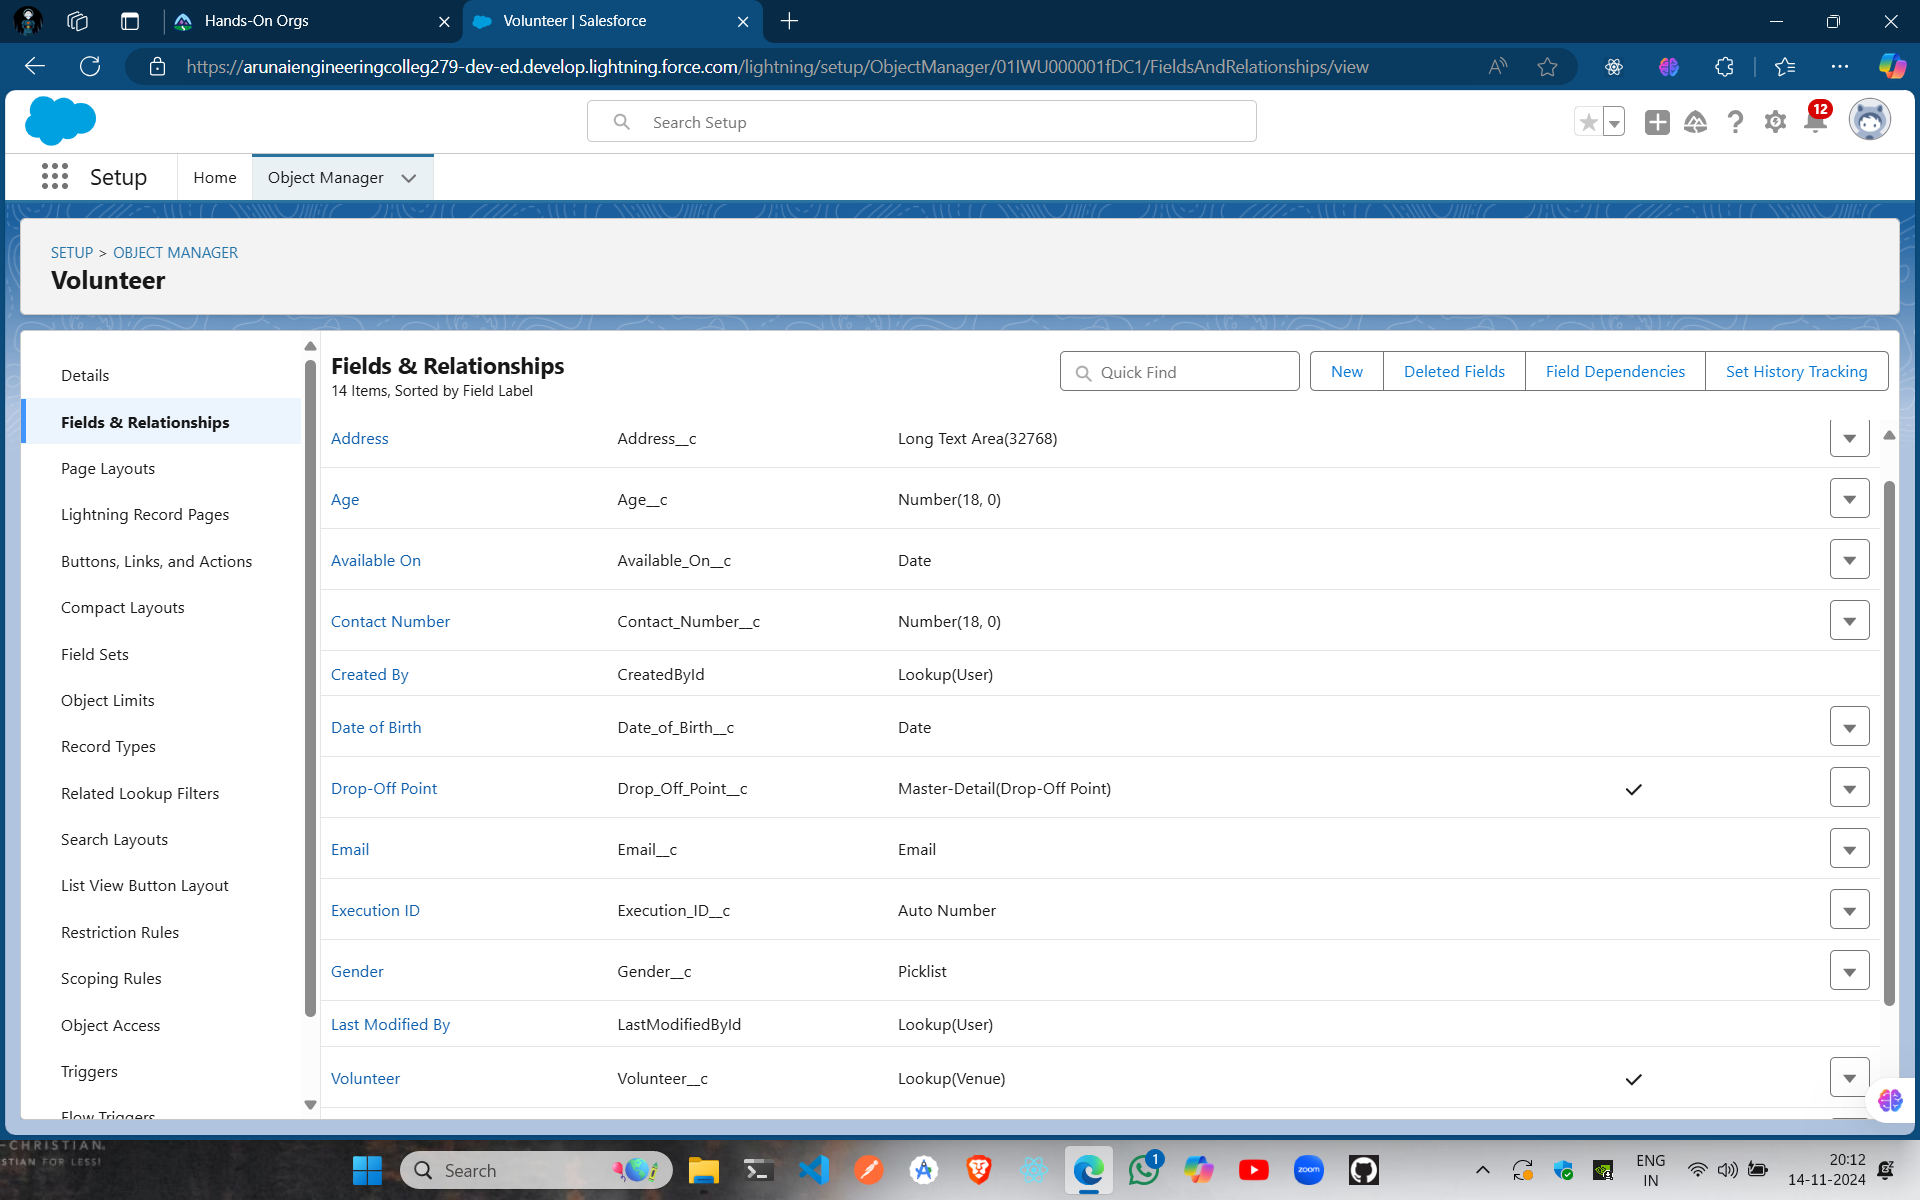 Hands-On Orgs
Volunteer | Salesforce
https://arunaiengineeringcolleg279-dev-ed.develop.lightning.force.com/lightning/setup/ObjectManager/01IWU000001fDC1/FieldsAndRelationships/view
Search Setup
12
Setup
Home
Object Manager
SETUP > OBJECT MANAGER
Volunteer
Details
Fields & Relationships
Page Layouts
Lightning Record Pages
Buttons, Links, and Actions
Compact Layouts
Field Sets
Object Limits
Record Types
Related Lookup Filters
Search Layouts
List View Button Layout
Restriction Rules
Scoping Rules
Object Access
Triggers
Flow Triggers
Fields & Relationships
14 Items, Sorted by Field Label
Quick Find
New
Deleted Fields
Field Dependencies
Set History Tracking
Address Address__c Long Text Area(32768)
Age Age__c Number(18, 0)
Available On Available_On__c Date
Contact Number Contact_Number__c Number(18, 0)
Created By CreatedById Lookup(User)
Date of Birth Date_of_Birth__c Date
Drop-Off Point Drop_Off_Point__c Master-Detail(Drop-Off Point)
Email Email__c Email
Execution ID Execution_ID__c Auto Number
Gender Gender__c Picklist
Last Modified By LastModifiedById Lookup(User)
Volunteer Volunteer__c Lookup(Venue)
CHRISTIAN
STIAN FOR LESS!
Search
1
zoom
ENG
IN
20:12
14-11-2024